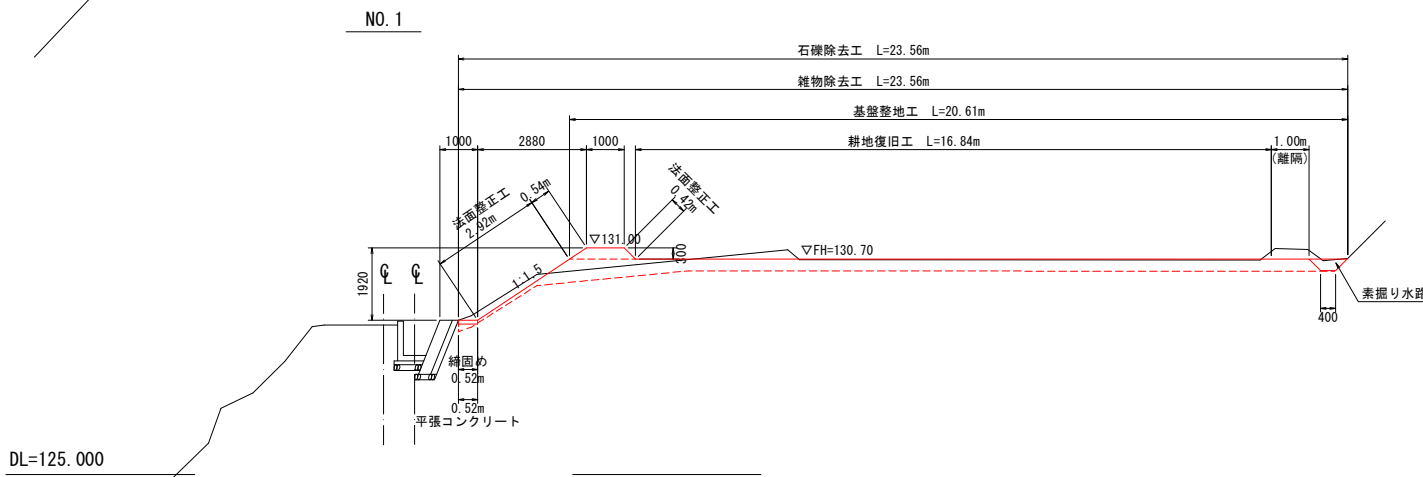 NO. 1
石礫除去工 L=23.56m
雑物除去工 L=23.56m
基盤整地工 L=20.61m
1000
2880
1000
耕地復旧工 L=16.84m
1.00m
(離隔)
法面整正工
2.92m
0.54m
法面整正工
0.42m
▽131.00
300
▽FH=130.70
1:1.5
1920
CL
CL
素掘り水路
400
締固め
0.52m
0.52m
平張コンクリート
DL=125.000